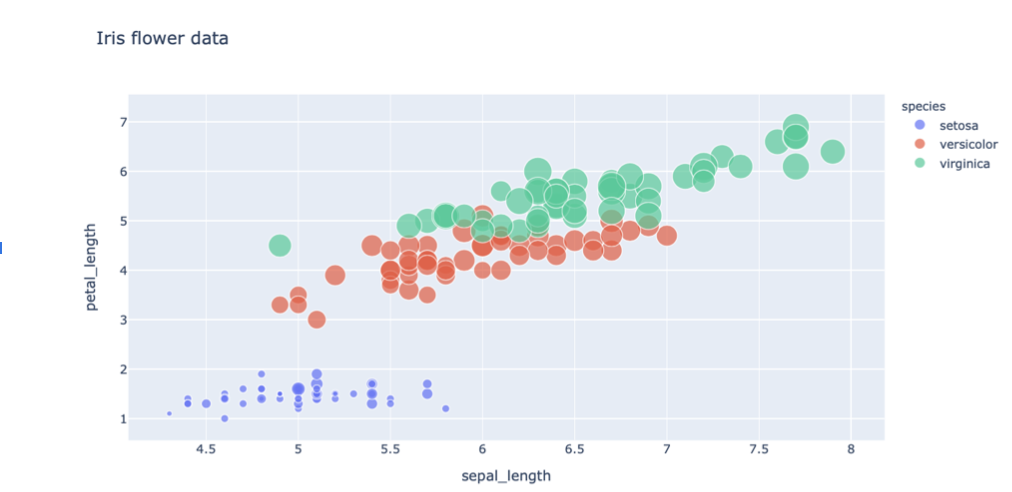 Iris flower data
species
setosa
versicolor
virginica
petal_length
7
6
5
4
3
2
1
4.5 5 5.5 6 6.5 7 7.5 8
sepal_length